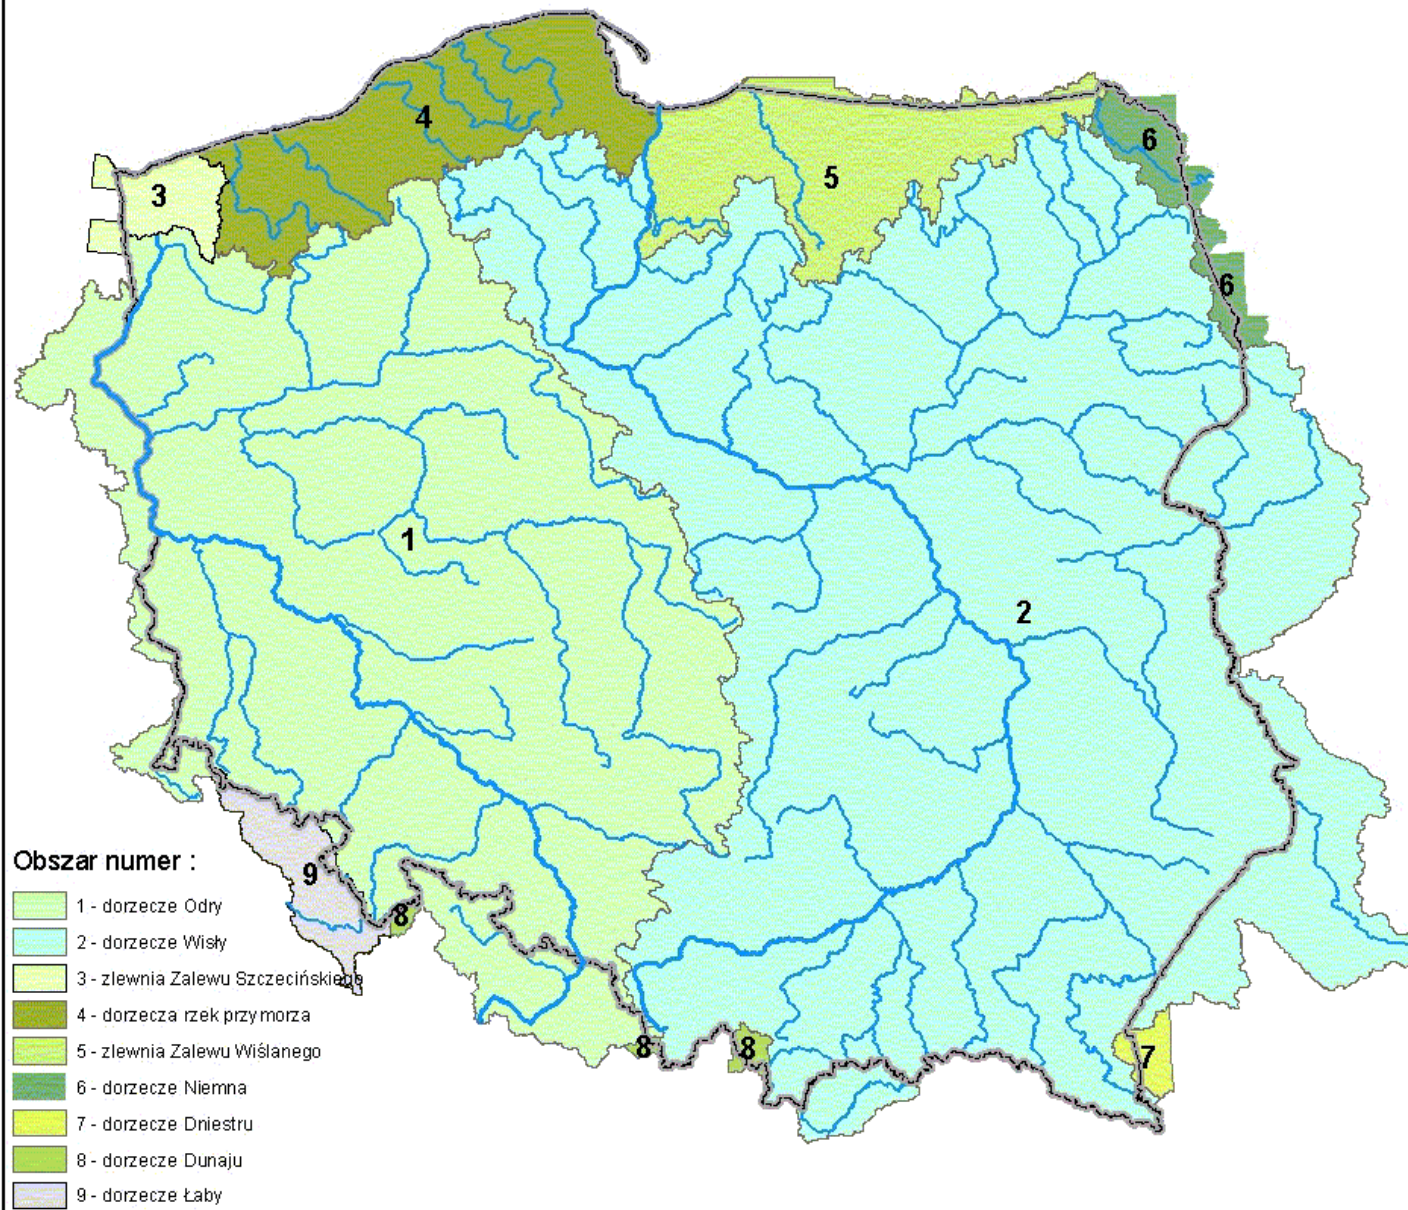 4
6
3
5
6
1
2
Obszar numer :
9
1 - dorzecze Odry
8
2 - dorzecze Wisły
3 - zlewnia Zalewu Szczecińskiego
4 - dorzecza rzek przymorza
5 - zlewnia Zalewu Wiślanego
8
8
7
6 - dorzecze Niemna
7 - dorzecze Dniestru
8 - dorzecze Dunaju
9 - dorzecze Łaby